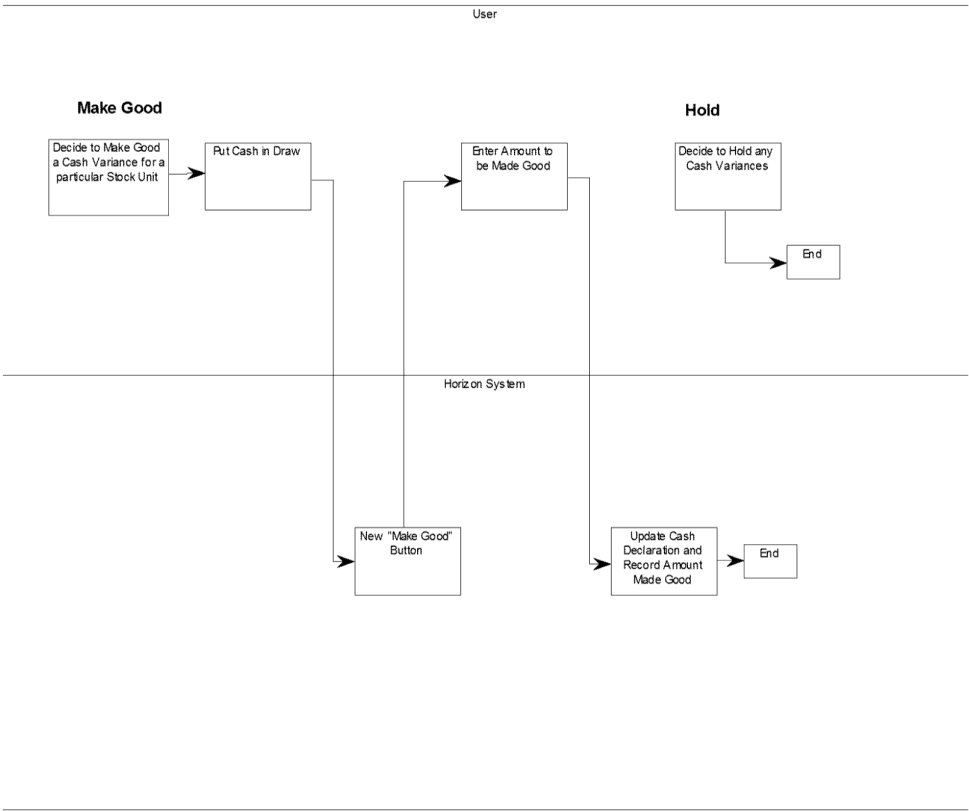 User
Make Good
Hold
Decide to Make Good
a Cash Variance for a
particular Stock Unit
Put Cash in Draw
Enter Amount to
be Made Good
Decide to Hold any
Cash Variances
End
Horizon System
New "Make Good"
Button
Update Cash
Declaration and
Record Amount
Made Good
End